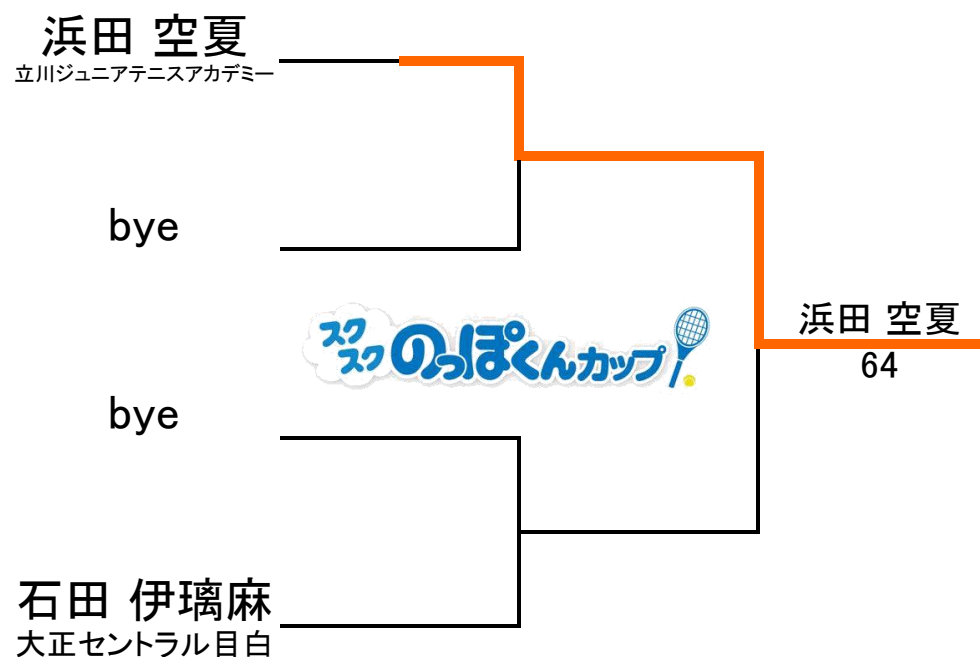 浜田 空夏
立川ジュニアテニスアカデミー
bye
スク
スク のっぽくんカップ
浜田 空夏
64
bye
石田 伊璃麻
大正セントラル目白